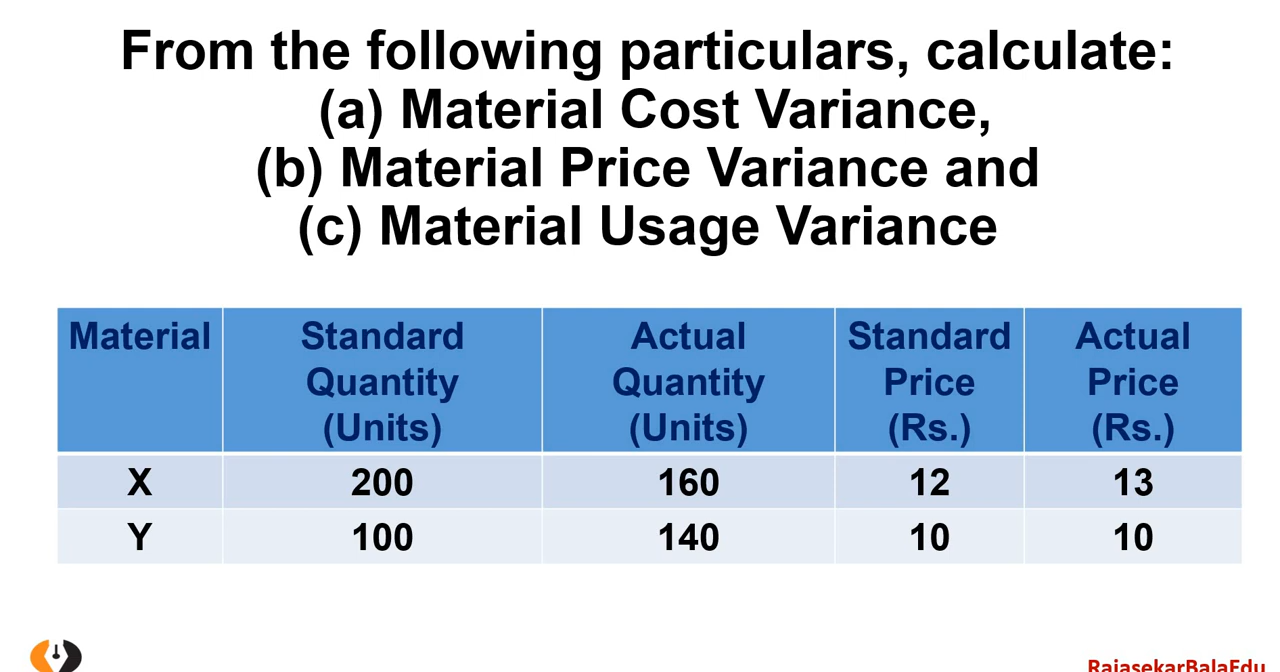 From the following particulars, calculate:
(a) Material Cost Variance,
(b) Material Price Variance and
(c) Material Usage Variance
Material Standard Quantity (Units) Actual Quantity (Units) Standard Price (Rs.) Actual Price (Rs.)
X 200 160 12 13
Y 100 140 10 10
RajasekarBalaEdu